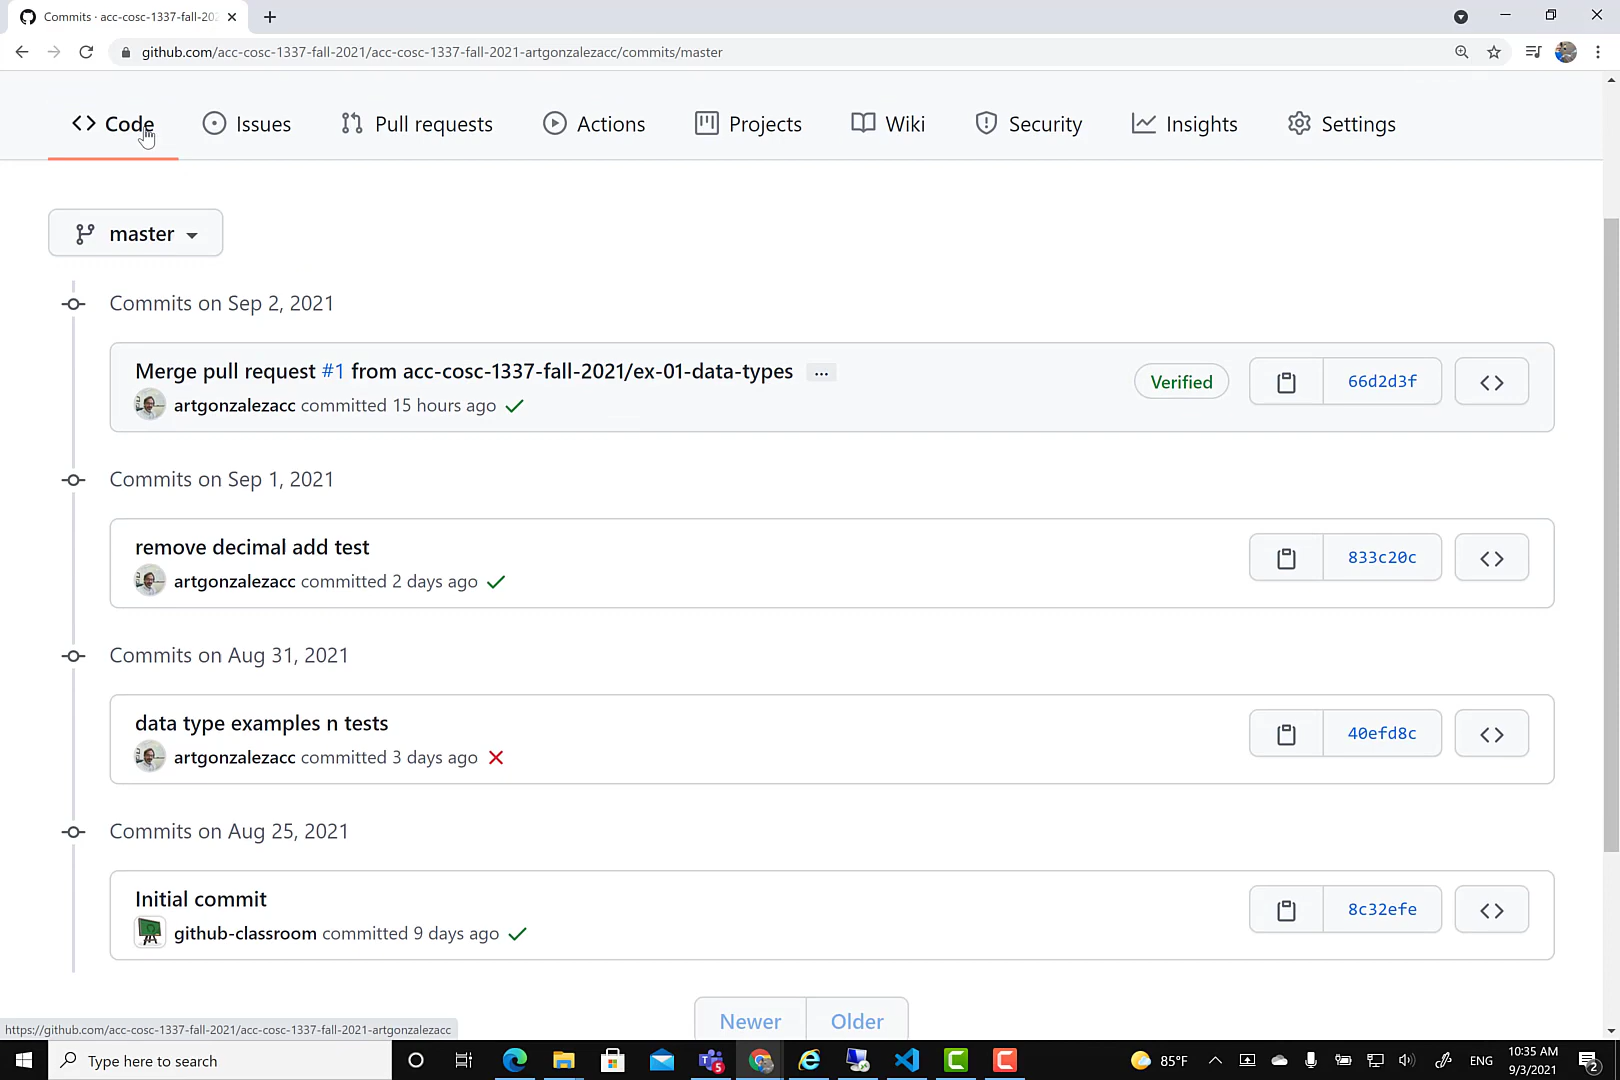 Commits · acc-cosc-1337-fall-202
github.com/acc-cosc-1337-fall-2021/acc-cosc-1337-fall-2021-artgonzalezacc/commits/master
Code Issues Pull requests Actions Projects Wiki Security Insights Settings
master
Commits on Sep 2, 2021
Merge pull request #1 from acc-cosc-1337-fall-2021/ex-01-data-types ...
Verified 66d2d3f
artgonzalezacc committed 15 hours ago
Commits on Sep 1, 2021
remove decimal add test
833c20c
artgonzalezacc committed 2 days ago
Commits on Aug 31, 2021
data type examples n tests
40efd8c
artgonzalezacc committed 3 days ago
Commits on Aug 25, 2021
Initial commit
8c32efe
github-classroom committed 9 days ago
Newer Older
https://github.com/acc-cosc-1337-fall-2021/acc-cosc-1337-fall-2021-artgonzalezacc
Type here to search
5
85°F
ENG
10:35 AM
9/3/2021
2